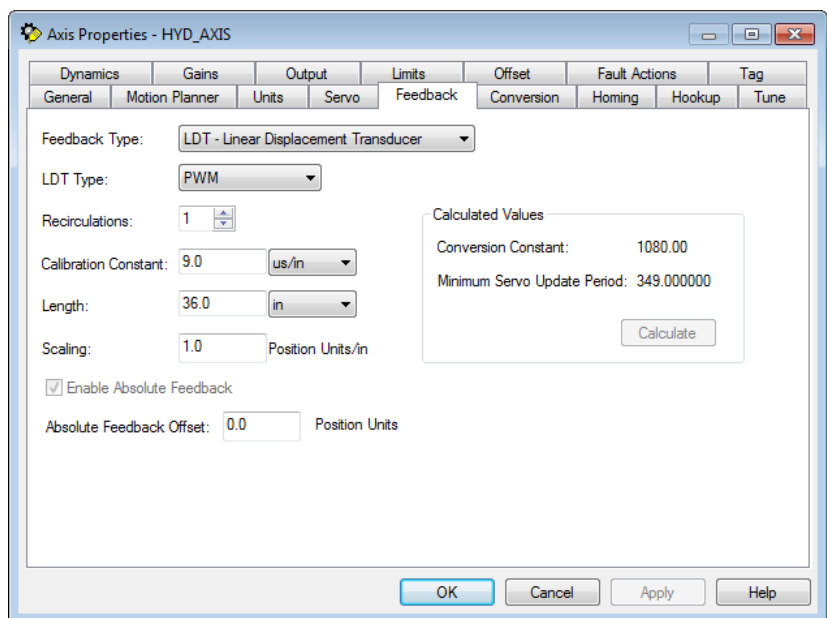 Axis Properties - HYD_AXIS
Dynamics Gains Output Limits Offset Fault Actions Tag
General Motion Planner Units Servo Feedback Conversion Homing Hookup Tune
Feedback Type: LDT - Linear Displacement Transducer
LDT Type: PWM
Recirculations: 1
Calibration Constant: 9.0 us/in
Length: 36.0 in
Scaling: 1.0 Position Units/in
Enable Absolute Feedback
Absolute Feedback Offset: 0.0 Position Units
Calculated Values
Conversion Constant: 1080.00
Minimum Servo Update Period: 349.000000
Calculate
OK Cancel Apply Help